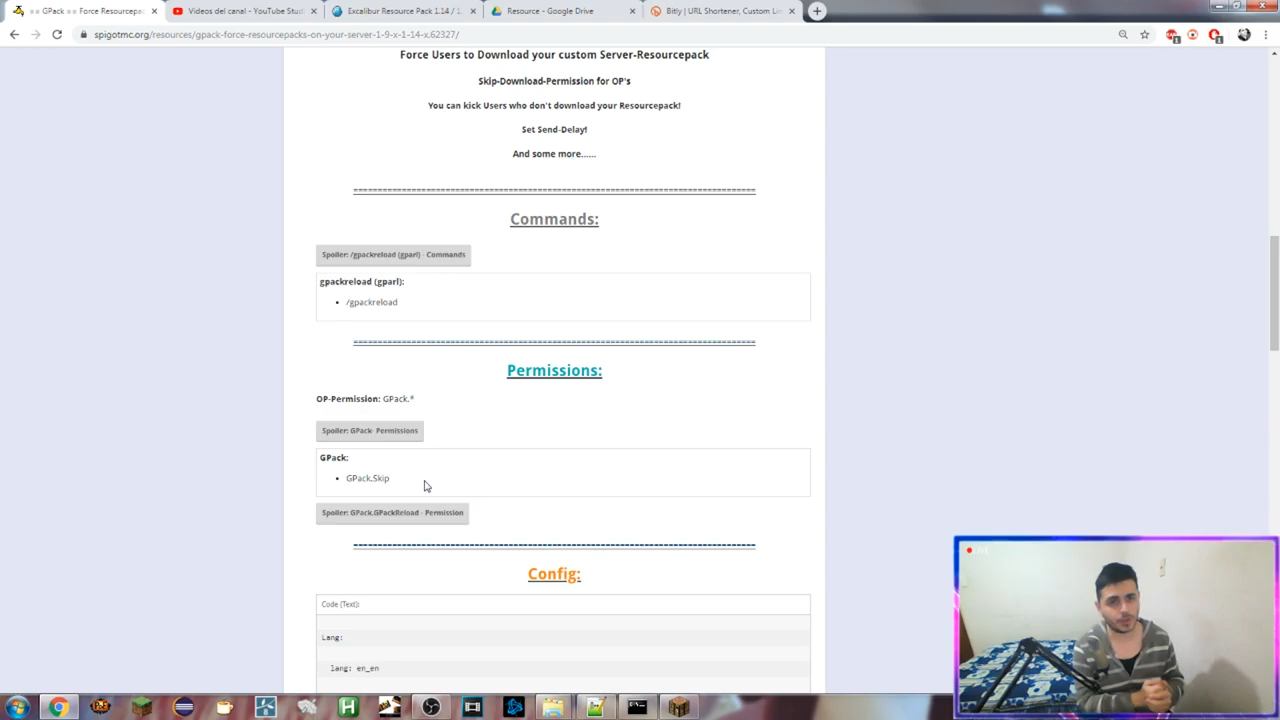 == GPack == Force Resourcepac
Videos del canal - YouTube Stud
Excalibur Resource Pack 1.14 / 1.
Resource - Google Drive
Bitly | URL Shortener, Custom Lin
spigotmc.org/resources/gpack-force-resourcepacks-on-your-server-1-9-x-1-14-x.62327/
Force Users to Download your custom Server-Resourcepack
Skip-Download-Permission for OP's
You can kick Users who don't download your Resourcepack!
Set Send-Delay!
And some more......
Commands:
Spoiler: /gpackreload (gparl) - Commands
gpackreload (gparl):
• /gpackreload
Permissions:
OP-Permission: GPack.*
Spoiler: GPack- Permissions
GPack:
• GPack.Skip
Spoiler: GPack.GPackReload - Permission
Config:
Code (Text):
Lang:
lang: en_en
LIVE